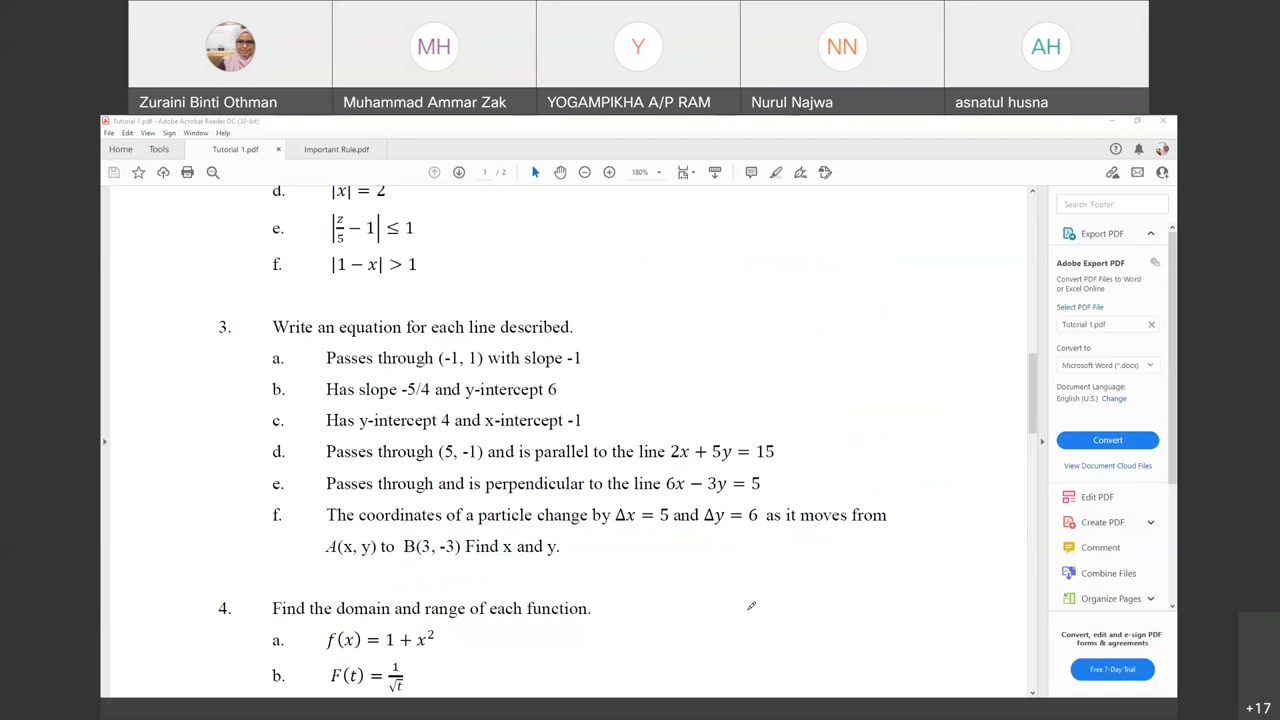 MH
Y
NN
AH
Zuraini Binti Othman
Muhammad Ammar Zak
YOGAMPIKHA A/P RAM
Nurul Najwa
asnatul husna
Tutorial 1.pdf - Adobe Acrobat Reader DC (32-bit)
File Edit View Sign Window Help
Home Tools Tutorial 1.pdf × Important Rule.pdf
1 / 2 180%
d. |x| = 2
e. |z/5 − 1| ≤ 1
f. |1 − x| > 1
3. Write an equation for each line described.
a. Passes through (-1, 1) with slope -1
b. Has slope -5/4 and y-intercept 6
c. Has y-intercept 4 and x-intercept -1
d. Passes through (5, -1) and is parallel to the line 2x + 5y = 15
e. Passes through and is perpendicular to the line 6x − 3y = 5
f. The coordinates of a particle change by Δx = 5 and Δy = 6 as it moves from
A(x, y) to B(3, -3) Find x and y.
4. Find the domain and range of each function.
a. f(x) = 1 + x²
b. F(t) = 1/√t
Search 'Footer'
Export PDF
Adobe Export PDF
Convert PDF Files to Word
or Excel Online
Select PDF File
Tutorial 1.pdf
Convert to
Microsoft Word (*.docx)
Document Language:
English (U.S.) Change
Convert
View Document Cloud Files
Edit PDF
Create PDF
Comment
Combine Files
Organize Pages
Convert, edit and e-sign PDF
forms & agreements
Free 7-Day Trial
+17